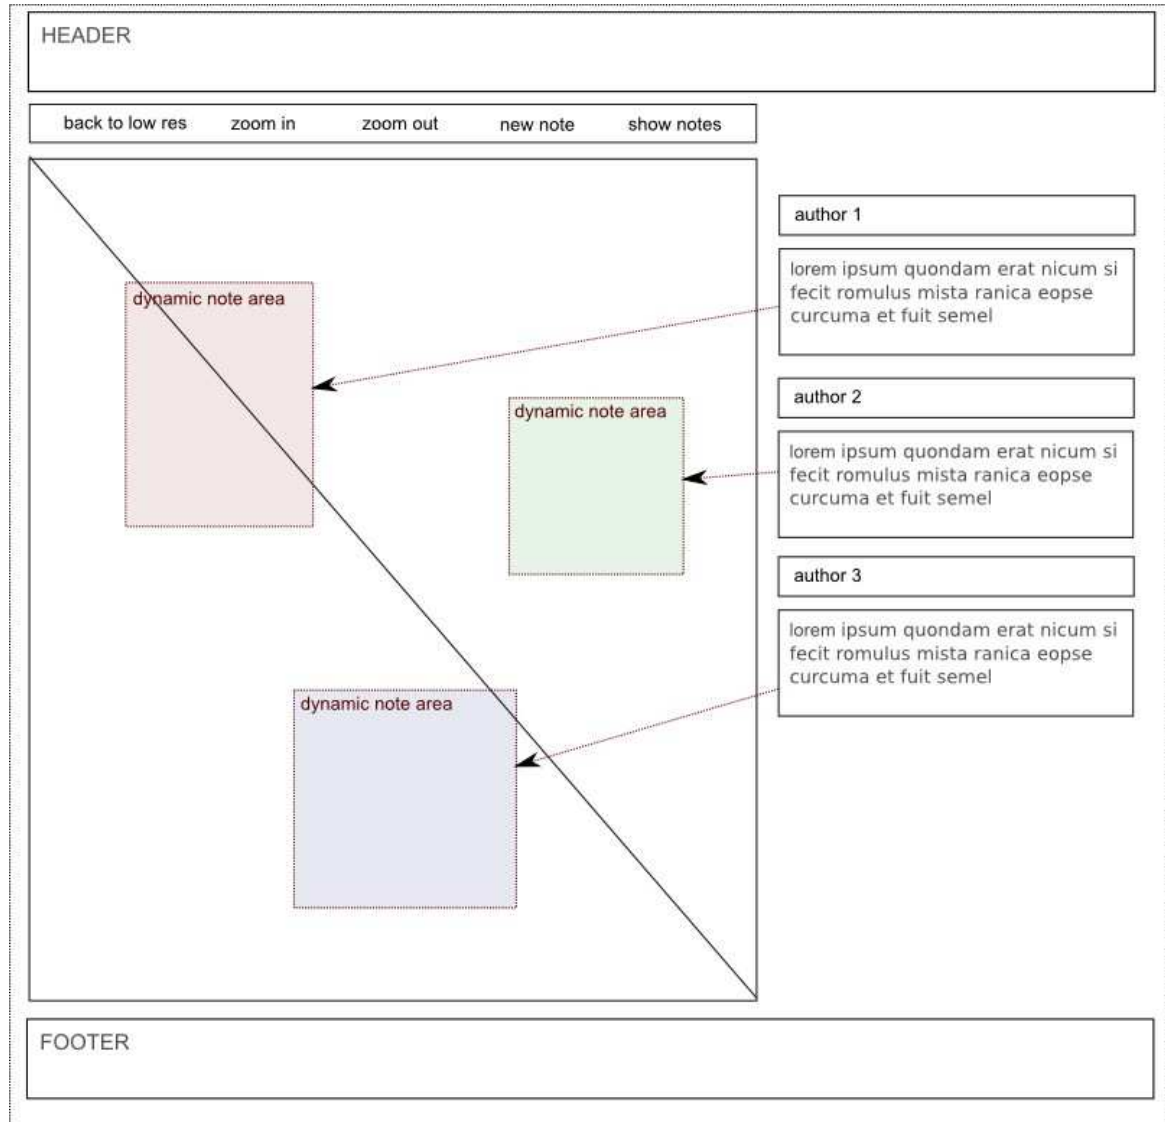 HEADER
back to low res zoom in zoom out new note show notes
author 1
lorem ipsum quondam erat nicum si
fecit romulus mista ranica eopse
curcuma et fuit semel
dynamic note area
author 2
dynamic note area
lorem ipsum quondam erat nicum si
fecit romulus mista ranica eopse
curcuma et fuit semel
author 3
lorem ipsum quondam erat nicum si
fecit romulus mista ranica eopse
curcuma et fuit semel
dynamic note area
FOOTER